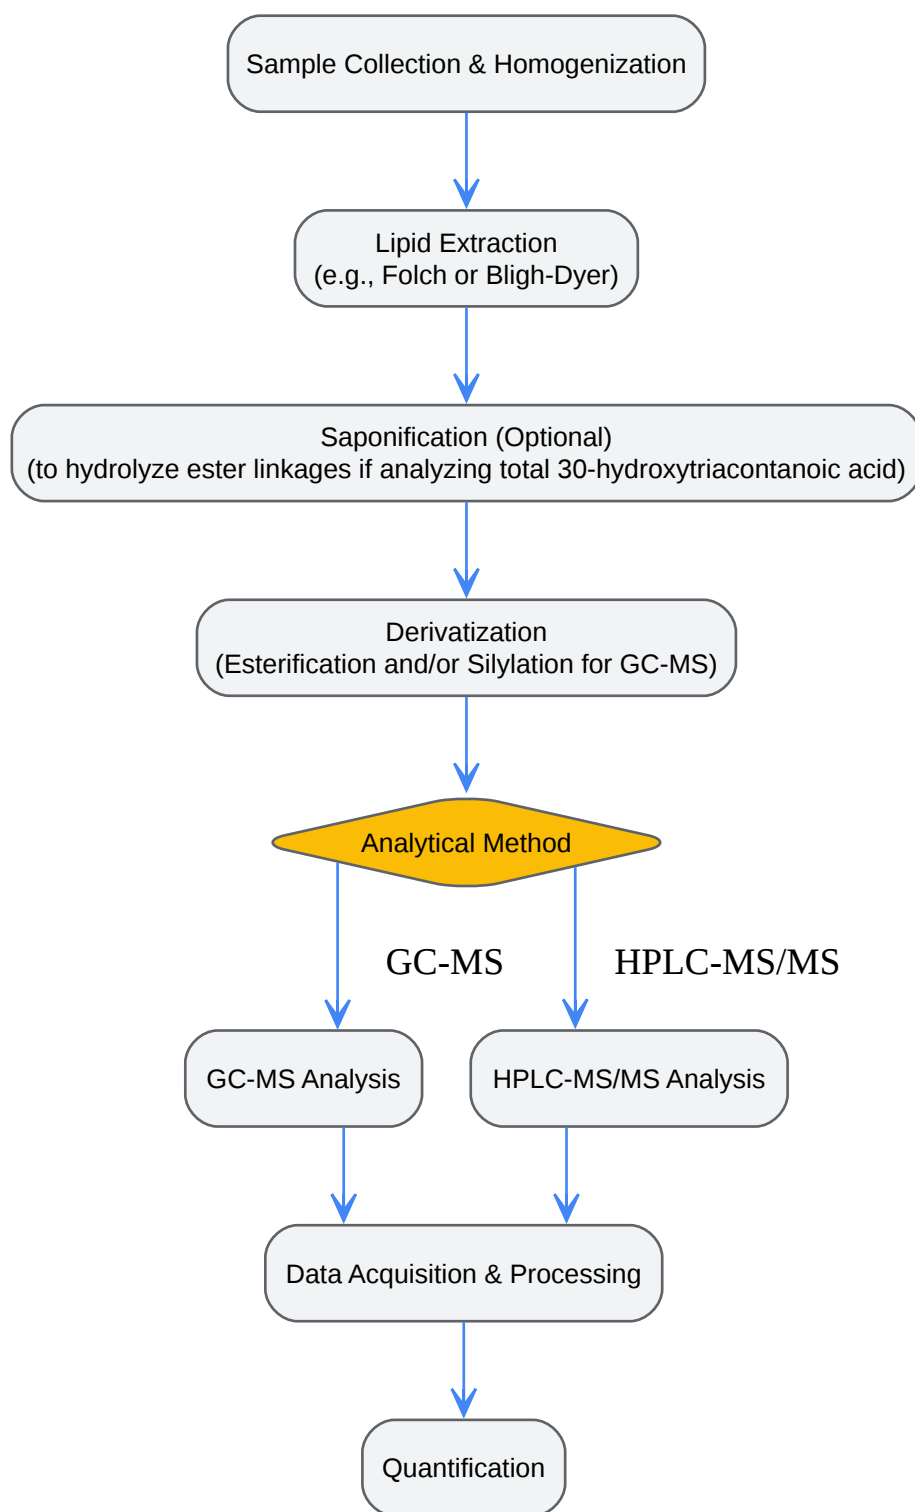 Sample Collection & Homogenization
Lipid Extraction
(e.g., Folch or Bligh-Dyer)
Saponification (Optional)
(to hydrolyze ester linkages if analyzing total 30-hydroxytriacontanoic acid)
Derivatization
(Esterification and/or Silylation for GC-MS)
Analytical Method
GC-MS
HPLC-MS/MS
GC-MS Analysis
HPLC-MS/MS Analysis
Data Acquisition & Processing
Quantification